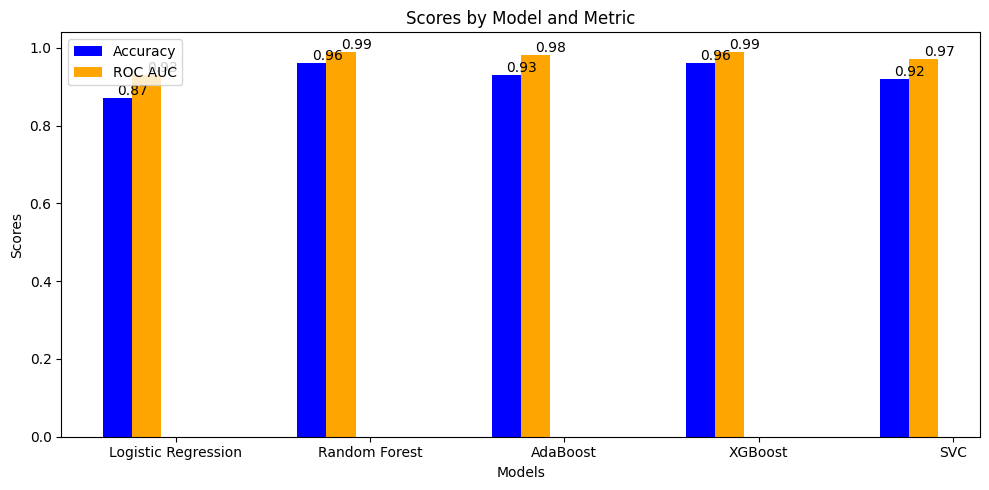 Scores by Model and Metric
Accuracy
ROC AUC
0.87
0.93
0.96
0.99
0.93
0.98
0.96
0.99
0.92
0.97
1.0
0.8
0.6
0.4
0.2
0.0
Scores
Logistic Regression
Random Forest
AdaBoost
XGBoost
SVC
Models